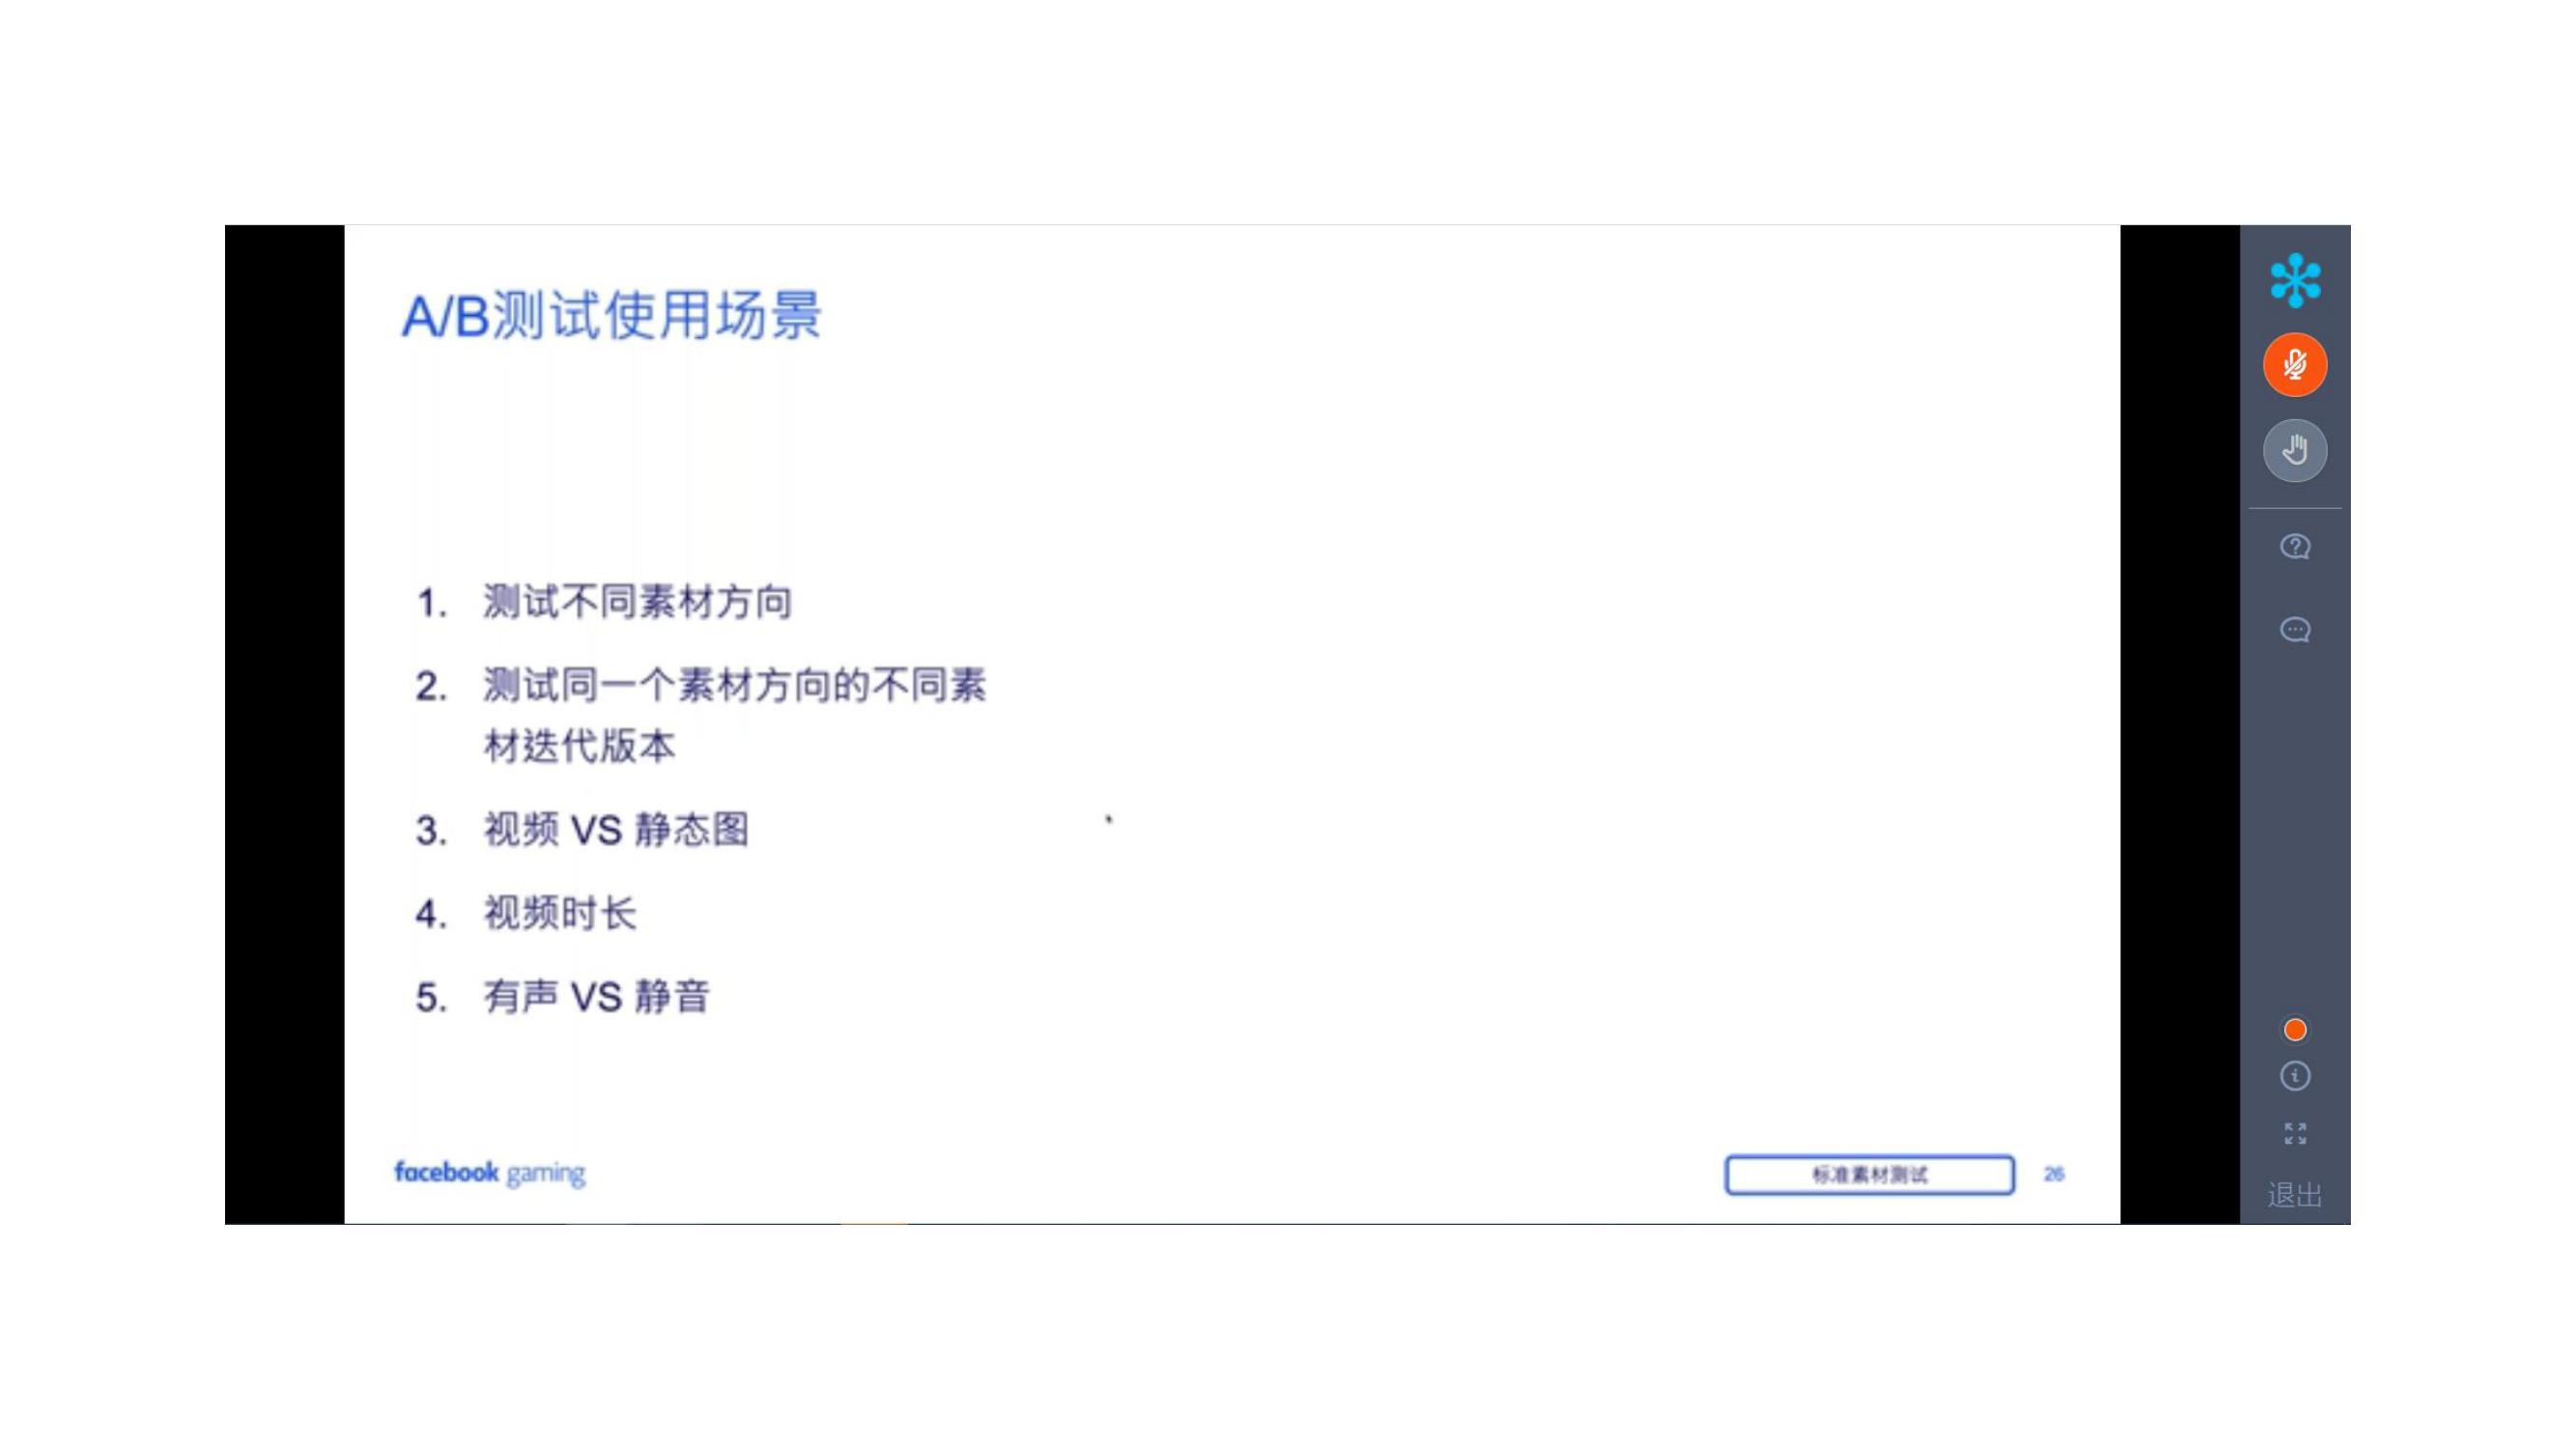 A/B测试使用场景
1. 测试不同素材方向
2. 测试同一个素材方向的不同素
材迭代版本
3. 视频 VS 静态图
4. 视频时长
5. 有声 VS 静音
facebook gaming
标准素材测试
26
退出